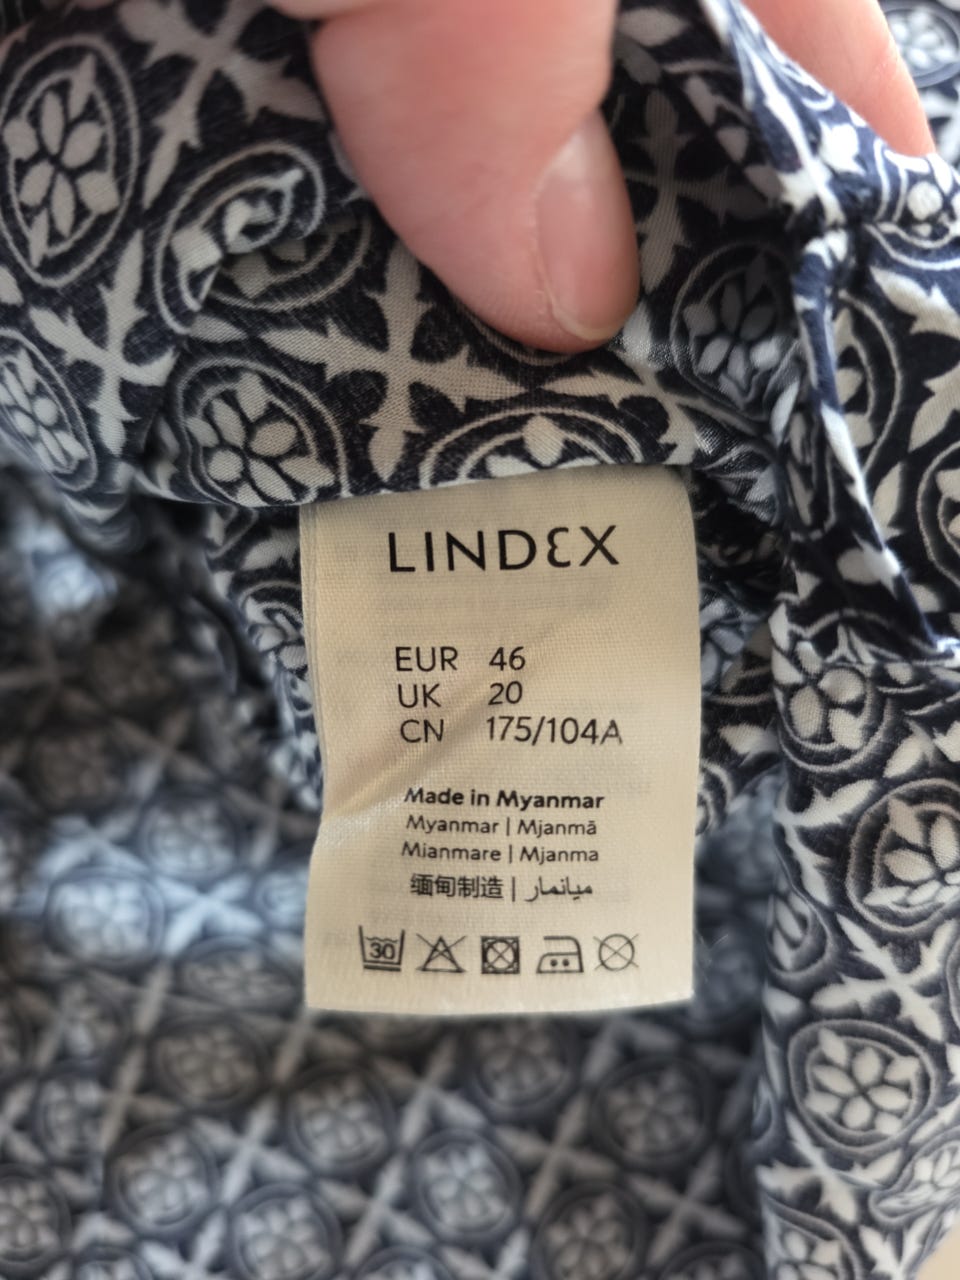 LINDEX
EUR 46
UK 20
CN 175/104A
Made in Myanmar
Myanmar | Mjanmā
Mianmare | Mjanma
缅甸制造 | ميانمار
30